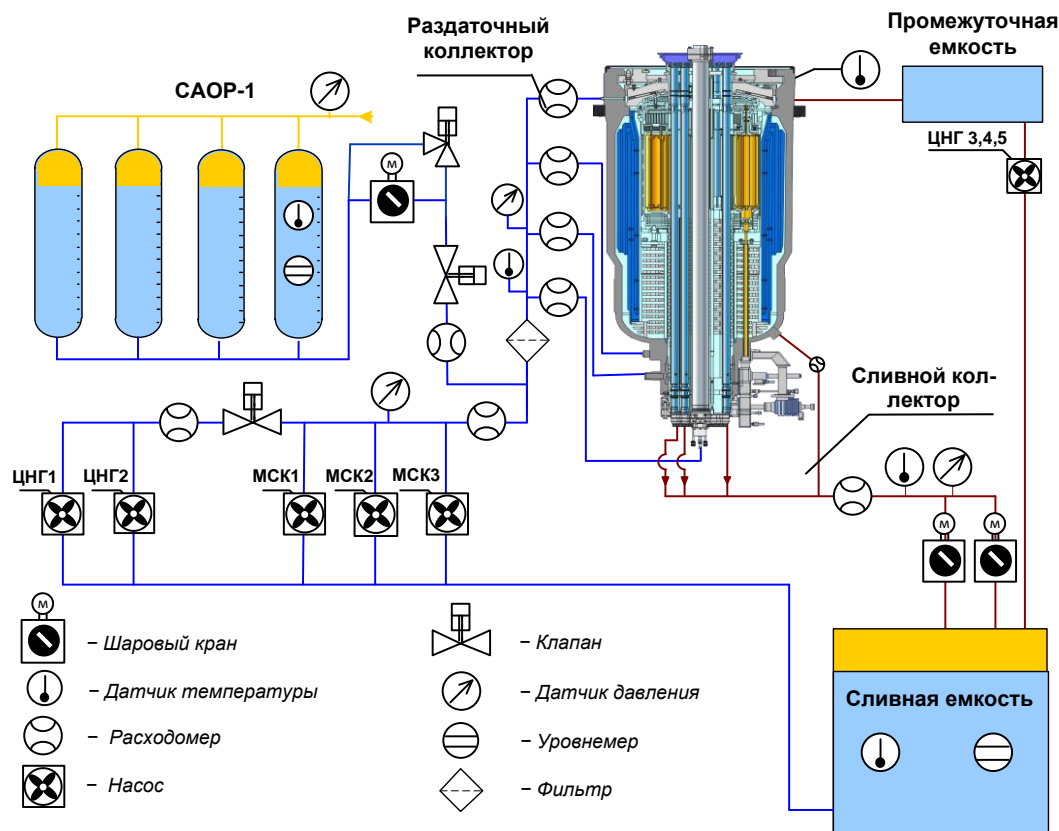 Раздаточный
коллектор
Промежуточная
емкость
САОР-1
ЦНГ 3,4,5
М
Сливной кол-
лектор
ЦНГ1
ЦНГ2
МСК1
МСК2
МСК3
М
М
М
– Шаровый кран
– Клапан
– Датчик температуры
– Датчик давления
– Расходомер
– Уровнемер
– Насос
– Фильтр
Сливная емкость